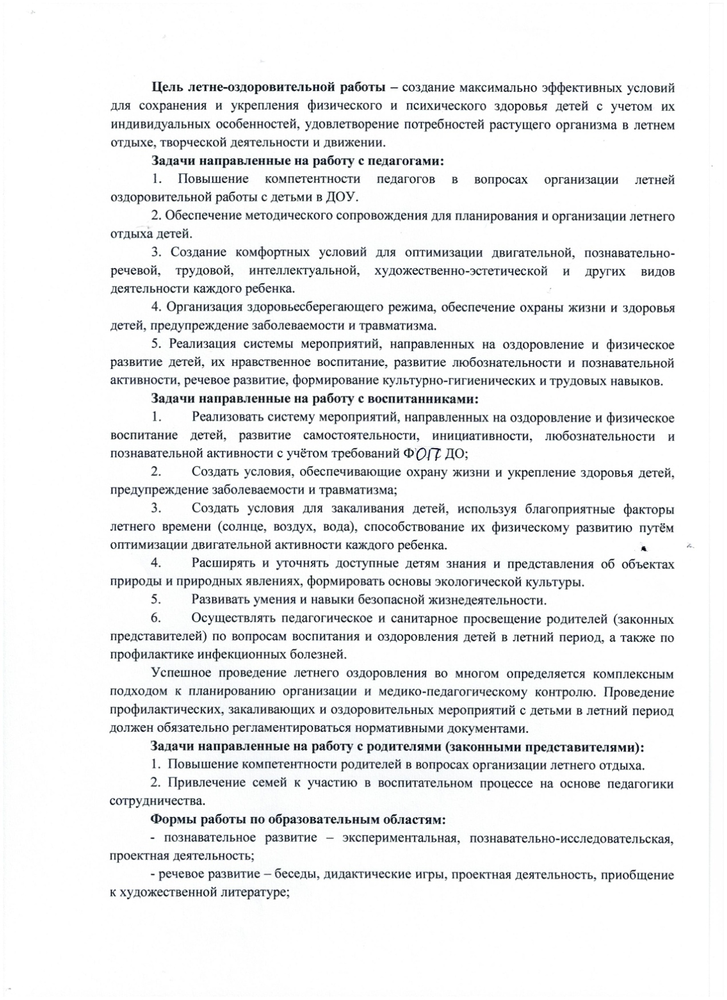 Цель летне-оздоровительной работы – создание максимально эффективных условий
для сохранения и укрепления физического и психического здоровья детей с учетом их
индивидуальных особенностей, удовлетворение потребностей растущего организма в летнем
отдыхе, творческой деятельности и движении.
Задачи направленные на работу с педагогами:
1. Повышение компетентности педагогов в вопросах организации летней
оздоровительной работы с детьми в ДОУ.
2. Обеспечение методического сопровождения для планирования и организации летнего
отдыха детей.
3. Создание комфортных условий для оптимизации двигательной, познавательно-
речевой, трудовой, интеллектуальной, художественно-эстетической и других видов
деятельности каждого ребенка.
4. Организация здоровьесберегающего режима, обеспечение охраны жизни и здоровья
детей, предупреждение заболеваемости и травматизма.
5. Реализация системы мероприятий, направленных на оздоровление и физическое
развитие детей, их нравственное воспитание, развитие любознательности и познавательной
активности, речевое развитие, формирование культурно-гигиенических и трудовых навыков.
Задачи направленные на работу с воспитанниками:
1. Реализовать систему мероприятий, направленных на оздоровление и физическое
воспитание детей, развитие самостоятельности, инициативности, любознательности и
познавательной активности с учётом требований ФОП ДО;
2. Создать условия, обеспечивающие охрану жизни и укрепление здоровья детей,
предупреждение заболеваемости и травматизма;
3. Создать условия для закаливания детей, используя благоприятные факторы
летнего времени (солнце, воздух, вода), способствование их физическому развитию путём
оптимизации двигательной активности каждого ребенка.
4. Расширять и уточнять доступные детям знания и представления об объектах
природы и природных явлениях, формировать основы экологической культуры.
5. Развивать умения и навыки безопасной жизнедеятельности.
6. Осуществлять педагогическое и санитарное просвещение родителей (законных
представителей) по вопросам воспитания и оздоровления детей в летний период, а также по
профилактике инфекционных болезней.
Успешное проведение летнего оздоровления во многом определяется комплексным
подходом к планированию организации и медико-педагогическому контролю. Проведение
профилактических, закаливающих и оздоровительных мероприятий с детьми в летний период
должен обязательно регламентироваться нормативными документами.
Задачи направленные на работу с родителями (законными представителями):
1. Повышение компетентности родителей в вопросах организации летнего отдыха.
2. Привлечение семей к участию в воспитательном процессе на основе педагогики
сотрудничества.
Формы работы по образовательным областям:
- познавательное развитие – экспериментальная, познавательно-исследовательская,
проектная деятельность;
- речевое развитие – беседы, дидактические игры, проектная деятельность, приобщение
к художественной литературе;